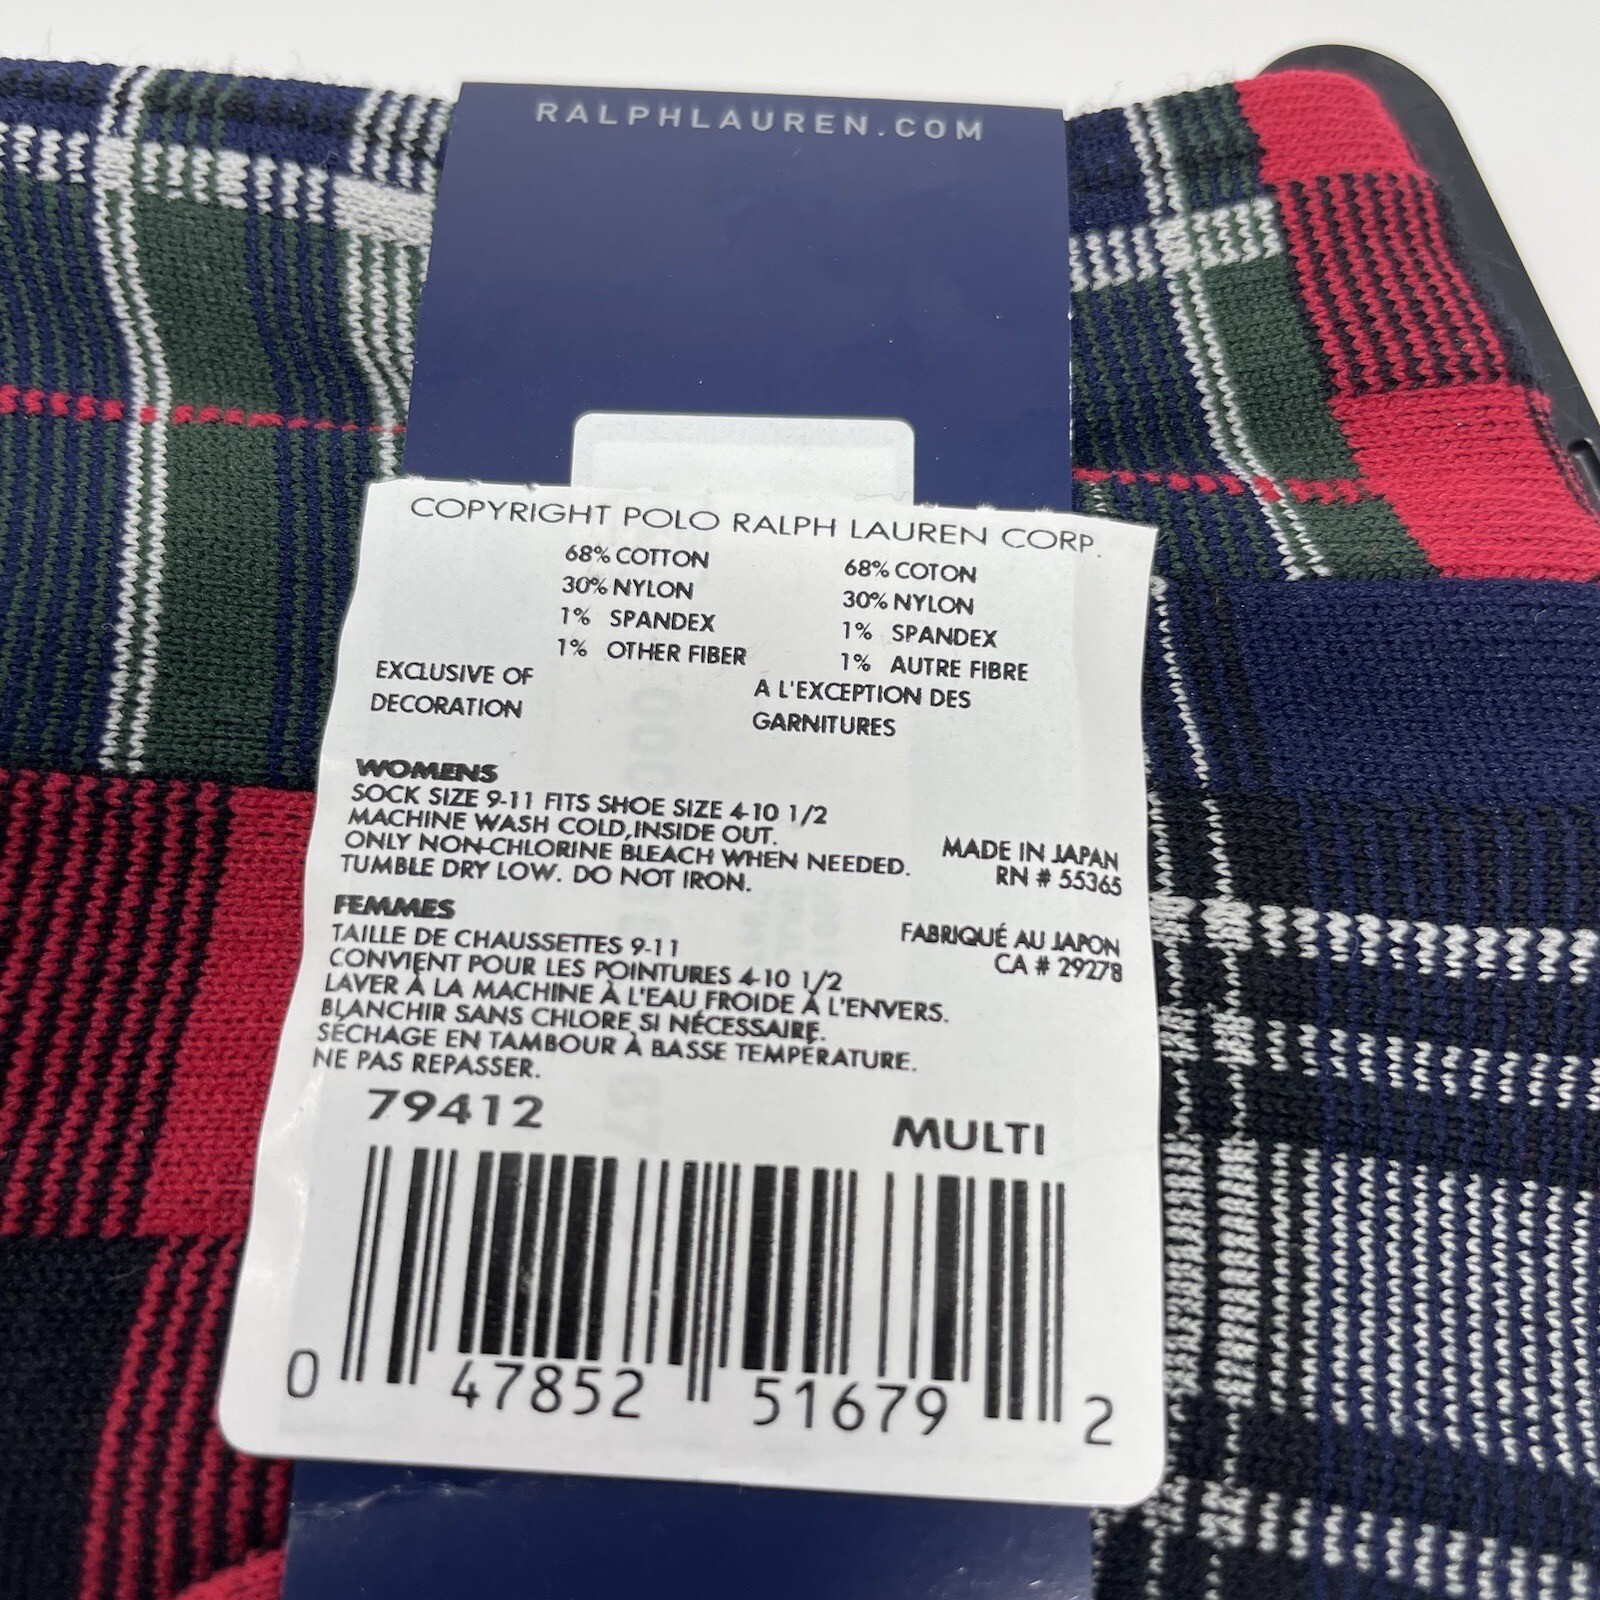 RALPHLAUREN.COM
COPYRIGHT POLO RALPH LAUREN CORP.
68% COTTON
30% NYLON
1% SPANDEX
1% OTHER FIBER
EXCLUSIVE OF
DECORATION
68% COTON
30% NYLON
1% SPANDEX
1% AUTRE FIBRE
A L'EXCEPTION DES
GARNITURES
WOMENS
SOCK SIZE 9-11 FITS SHOE SIZE 4-10 1/2
MACHINE WASH COLD,INSIDE OUT.
ONLY NON-CHLORINE BLEACH WHEN NEEDED.
TUMBLE DRY LOW. DO NOT IRON.
MADE IN JAPAN
RN # 55365
FEMMES
TAILLE DE CHAUSSETTES 9-11
CONVIENT POUR LES POINTURES 4-10 1/2
LAVER À LA MACHINE À L'EAU FROIDE À L'ENVERS.
BLANCHIR SANS CHLORE SI NÉCESSAIRE.
SÉCHAGE EN TAMBOUR À BASSE TEMPÉRATURE.
NE PAS REPASSER.
FABRIQUÉ AU JAPON
CA # 29278
79412
MULTI
0 47852 51679 2